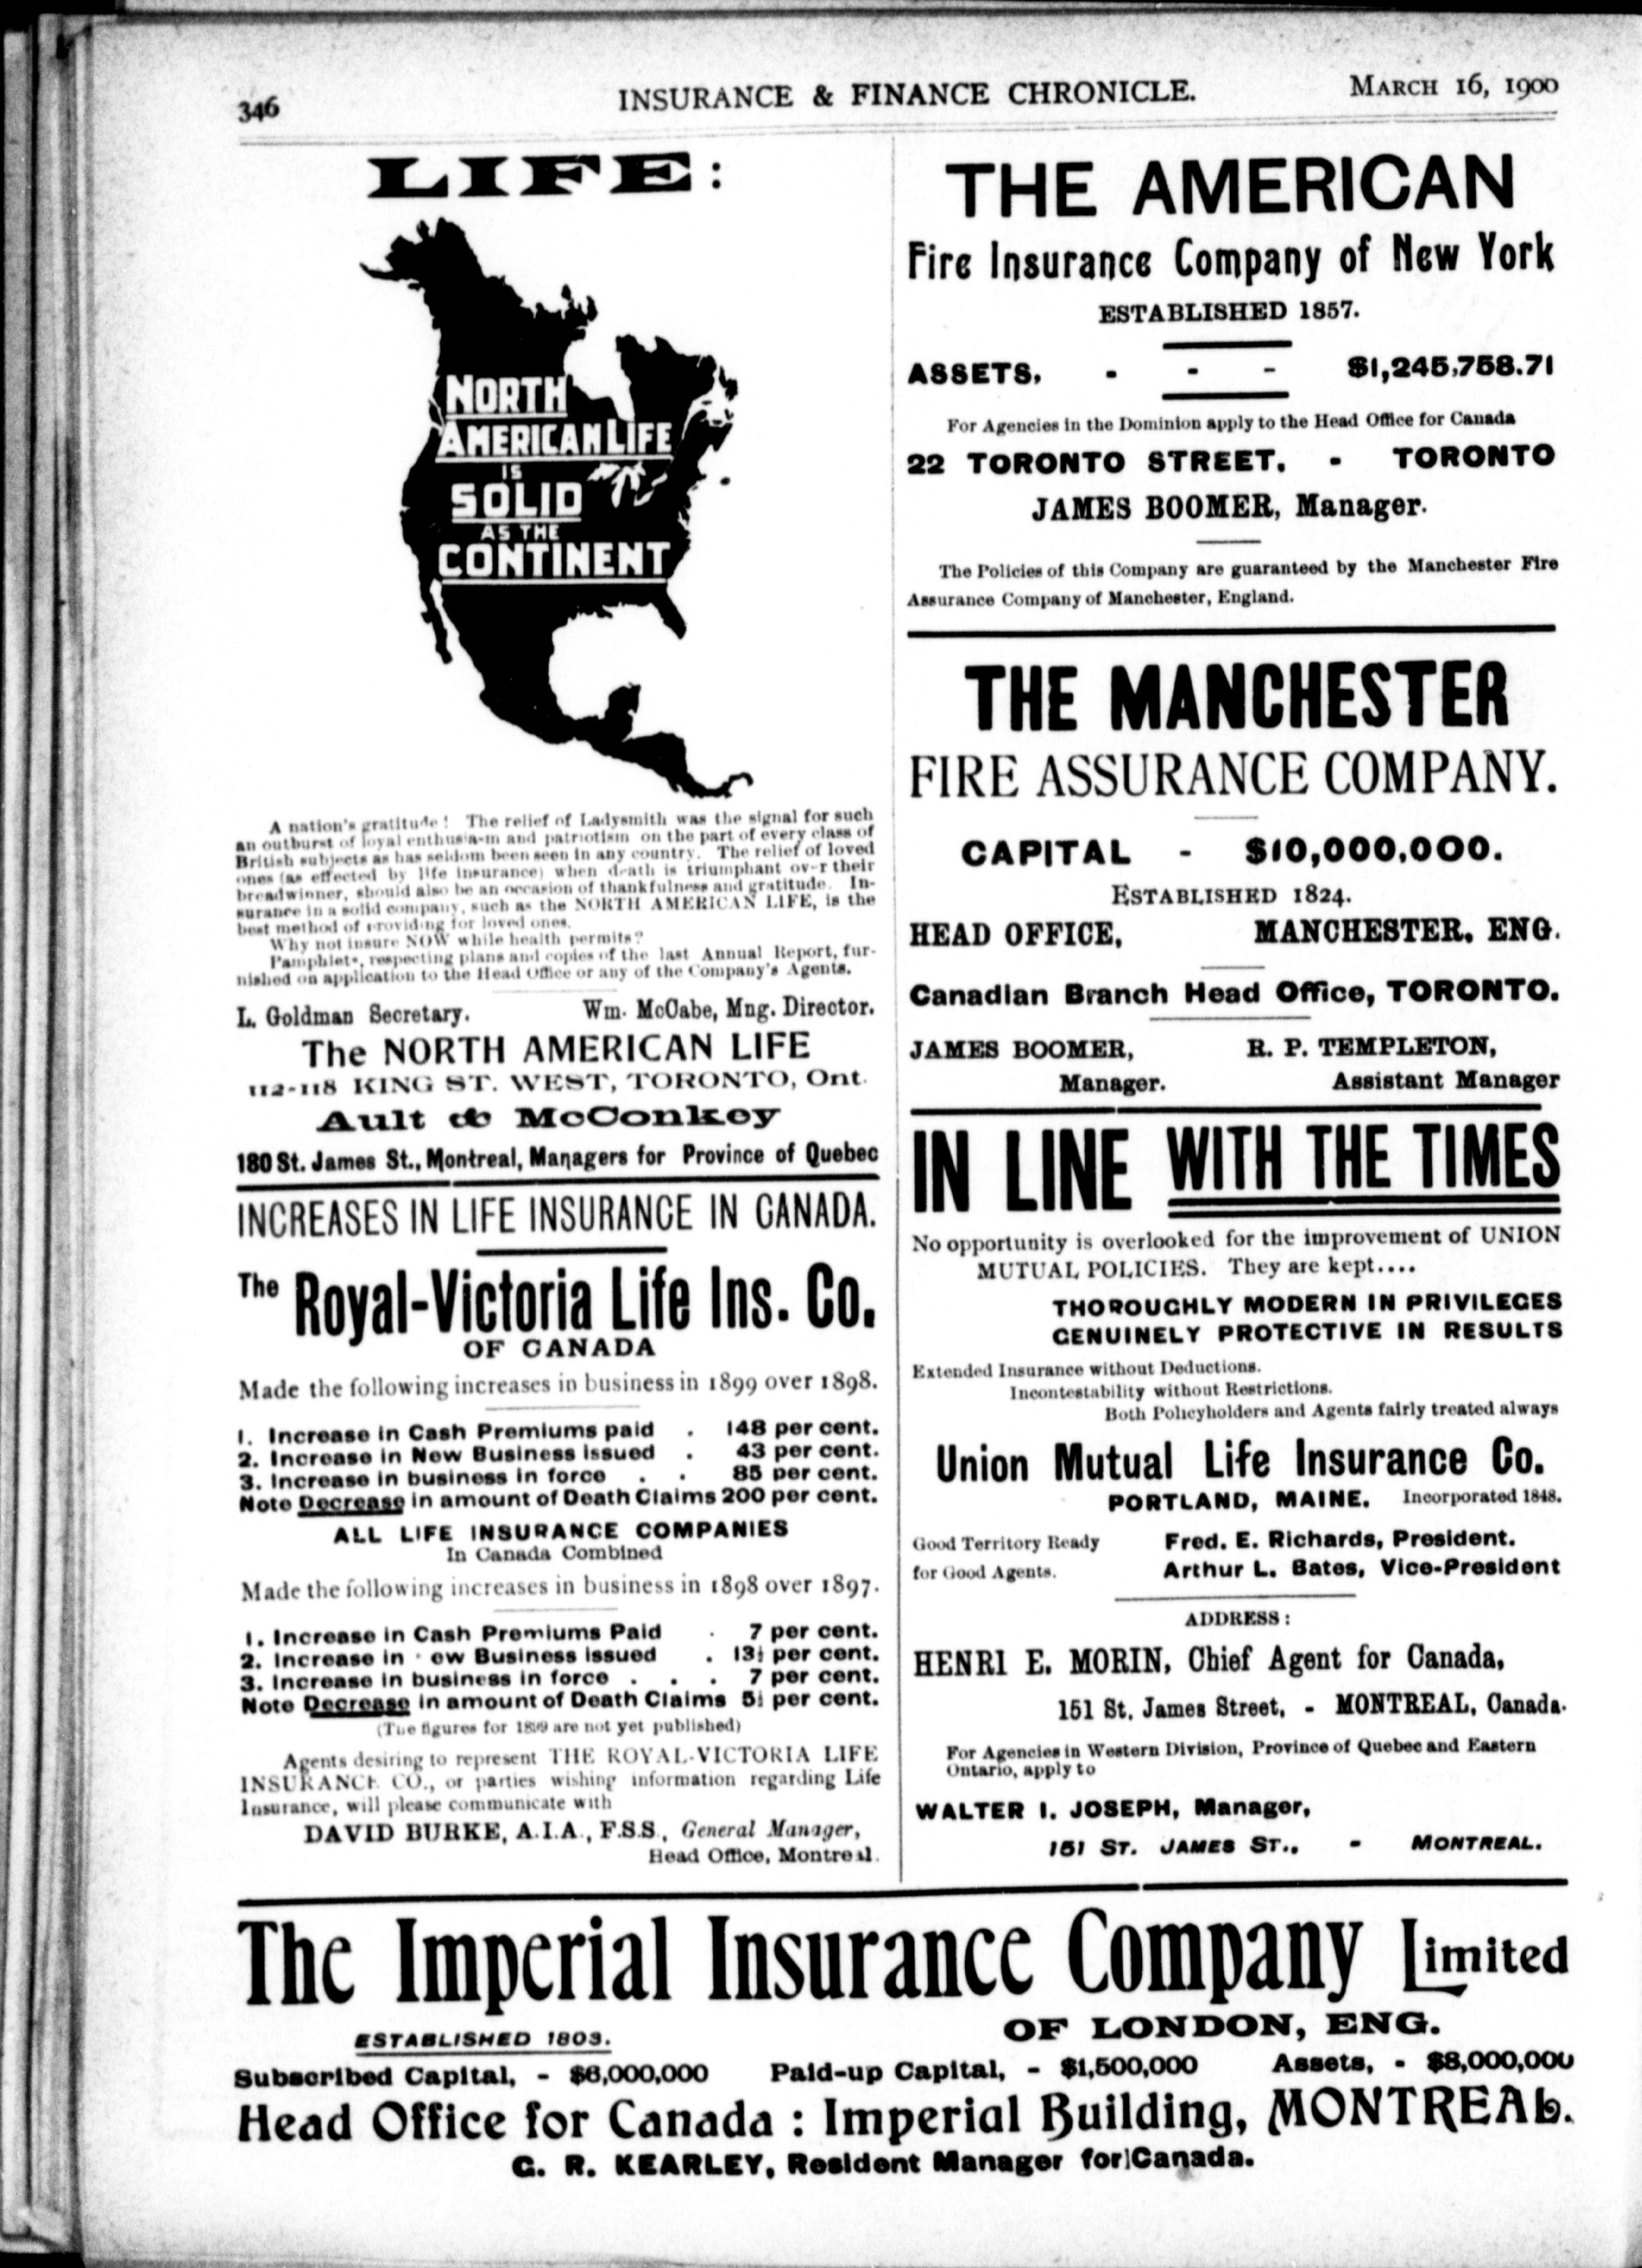 346
INSURANCE & FINANCE CHRONICLE.
MARCH 16, 1900
LIFE:
NORTH
AMERICAN LIFE
IS
SOLID
AS THE
CONTINENT
A nation's gratitude! The relief of Ladysmith was the signal for such
an outburst of loyal enthusiasm and patriotism on the part of every class of
British subjects as has seldom been seen in any country. The relief of loved
ones (as effected by life insurance) when death is triumphant over their
breadwinner, should also be an occasion of thankfulness and gratitude. In-
surance in a solid company, such as the NORTH AMERICAN LIFE, is the
best method of providing for loved ones.
Why not insure NOW while health permits?
Pamphlets, respecting plans and copies of the last Annual Report, fur-
nished on application to the Head Office or any of the Company's Agents.
L. Goldman Secretary. Wm. McCabe, Mng. Director.
The NORTH AMERICAN LIFE
112-118 KING ST. WEST, TORONTO, Ont.
Ault & McConkey
180 St. James St., Montreal, Managers for Province of Quebec
INCREASES IN LIFE INSURANCE IN CANADA.
The Royal-Victoria Life Ins. Co.
OF CANADA
Made the following increases in business in 1899 over 1898.
1. Increase in Cash Premiums paid . 148 per cent.
2. Increase in New Business issued . 43 per cent.
3. Increase in business in force . . 85 per cent.
Note Decrease in amount of Death Claims 200 per cent.
ALL LIFE INSURANCE COMPANIES
In Canada Combined
Made the following increases in business in 1898 over 1897.
1. Increase in Cash Premiums Paid . 7 per cent.
2. Increase in ew Business issued . per cent.
3. Increase in business in force . . . 7 per cent.
Note Decrease in amount of Death Claims per cent.
(The figures for 1899 are not yet published)
Agents desiring to represent THE ROYAL-VICTORIA LIFE
INSURANCE CO., or parties wishing information regarding Life
Insurance, will please communicate with
DAVID BURKE, A.I.A., F.S.S., General Manager,
Head Office, Montreal.
THE AMERICAN
Fire Insurance Company of New York
ESTABLISHED 1857.
ASSETS, - - - $1,245,758.71
For Agencies in the Dominion apply to the Head Office for Canada
22 TORONTO STREET, - TORONTO
JAMES BOOMER, Manager.
The Policies of this Company are guaranteed by the Manchester Fire
Assurance Company of Manchester, England.
THE MANCHESTER
FIRE ASSURANCE COMPANY.
CAPITAL - $10,000,000.
ESTABLISHED 1824.
HEAD OFFICE, MANCHESTER, ENG.
Canadian Branch Head Office, TORONTO.
JAMES BOOMER, R. P. TEMPLETON,
Manager. Assistant Manager
IN LINE WITH THE TIMES
No opportunity is overlooked for the improvement of UNION
MUTUAL POLICIES. They are kept....
THOROUGHLY MODERN IN PRIVILEGES
GENUINELY PROTECTIVE IN RESULTS
Extended Insurance without Deductions.
Incontestability without Restrictions.
Both Policyholders and Agents fairly treated always
Union Mutual Life Insurance Co.
PORTLAND, MAINE. Incorporated 1848.
Good Territory Ready Fred. E. Richards, President.
for Good Agents. Arthur L. Bates, Vice-President
ADDRESS:
HENRI E. MORIN, Chief Agent for Canada,
151 St. James Street, - MONTREAL, Canada.
For Agencies in Western Division, Province of Quebec and Eastern
Ontario, apply to
WALTER I. JOSEPH, Manager,
151 ST. JAMES ST., - MONTREAL.
The Imperial Insurance Company Limited
ESTABLISHED 1803. OF LONDON, ENG.
Subscribed Capital, - $6,000,000 Paid-up Capital, - $1,500,000 Assets, - $8,000,000
Head Office for Canada : Imperial Building, MONTREAL.
G. R. KEARLEY, Resident Manager for Canada.